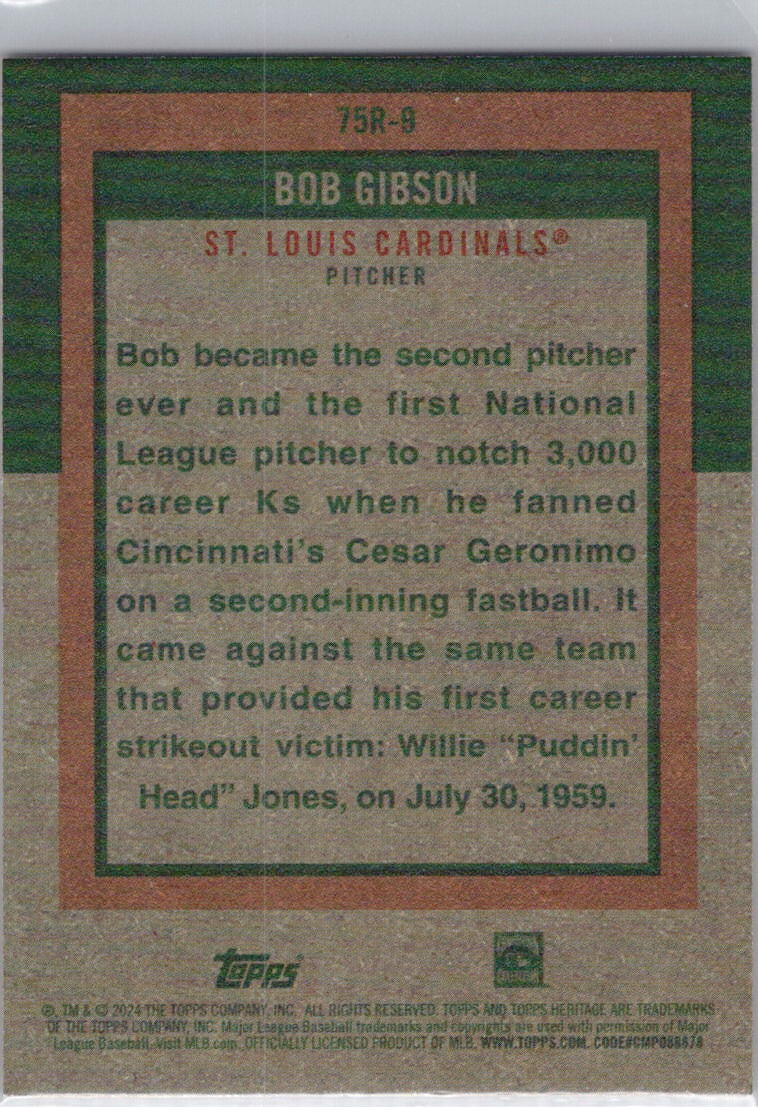 75R-9
BOB GIBSON
ST. LOUIS CARDINALS®
PITCHER
Bob became the second pitcher
ever and the first National
League pitcher to notch 3,000
career Ks when he fanned
Cincinnati's Cesar Geronimo
on a second-inning fastball. It
came against the same team
that provided his first career
strikeout victim: Willie “Puddin’
Head” Jones, on July 30, 1959.
Topps
®, TM & © 2024 THE TOPPS COMPANY, INC. ALL RIGHTS RESERVED. TOPPS AND TOPPS HERITAGE ARE TRADEMARKS
OF THE TOPPS COMPANY, INC. Major League Baseball trademarks and copyrights are used with permission of Major
League Baseball. Visit MLB.com. OFFICIALLY LICENSED PRODUCT OF MLB. WWW.TOPPS.COM.